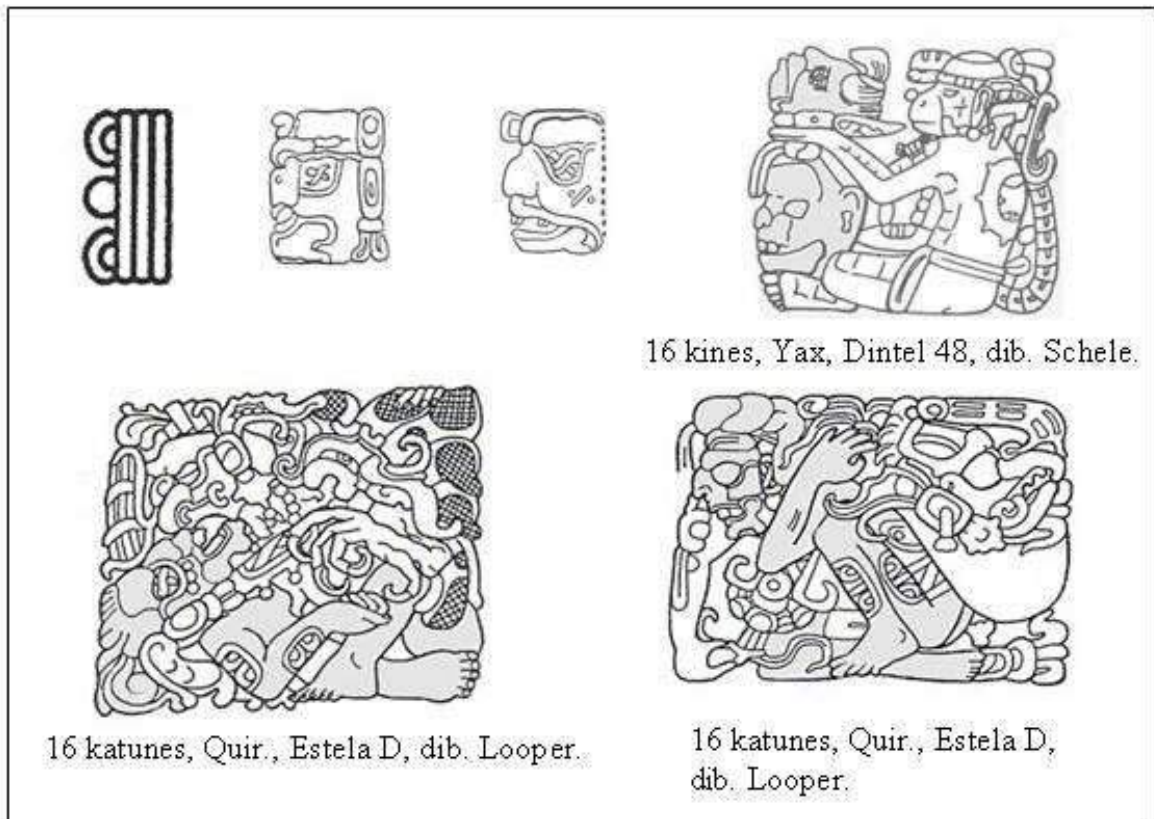 16 kines, Yax, Dintel 48, dib. Schele.
16 katunes, Quir., Estela D, dib. Looper.
16 katunes, Quir., Estela D,
dib. Looper.